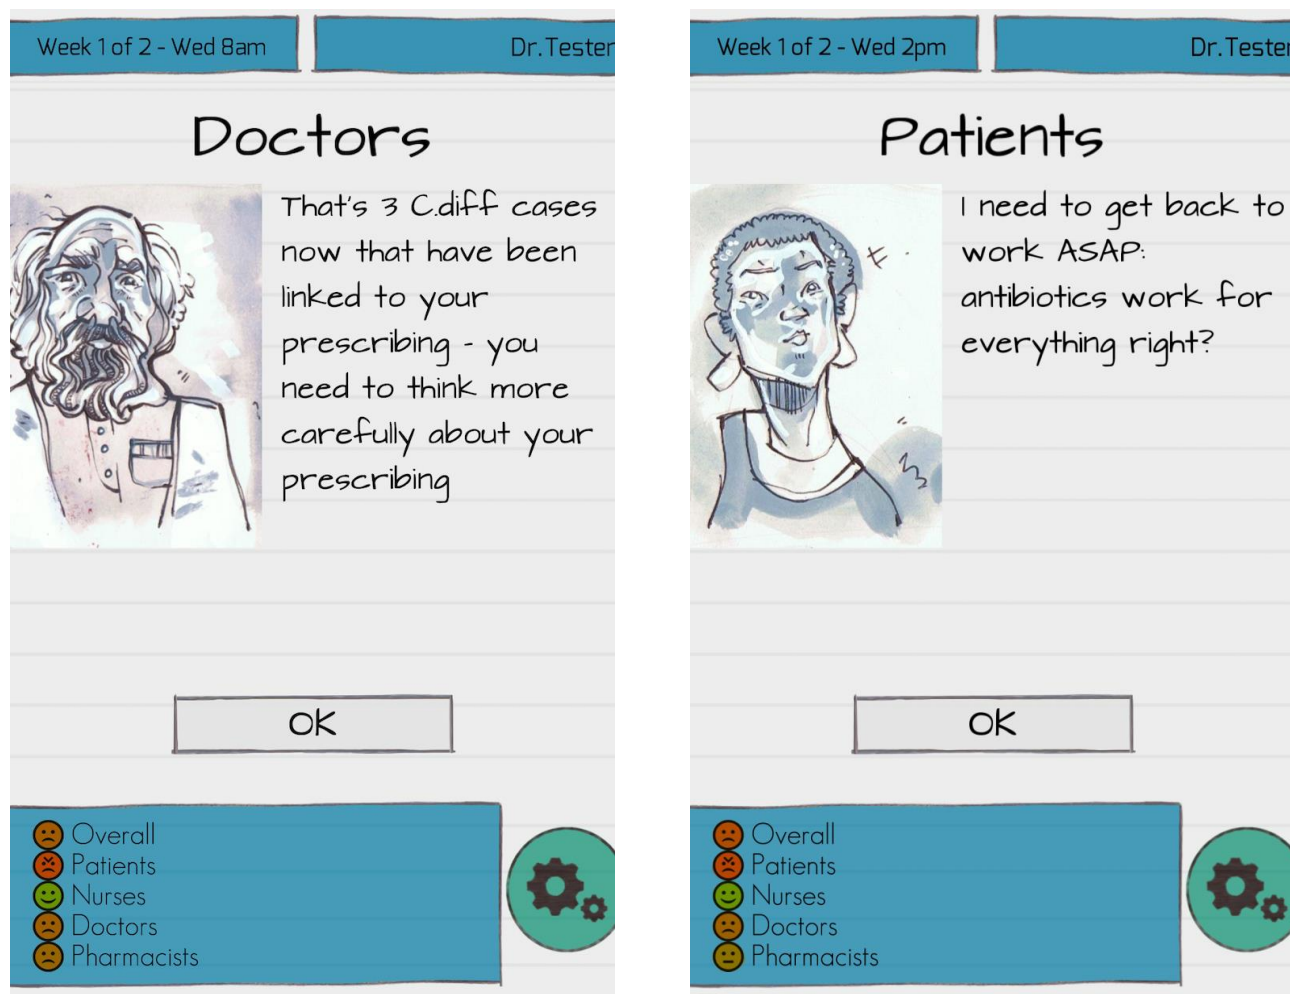 Week 1 of 2 - Wed 8am
Dr.Tester
Doctors
That's 3 C.diff cases
now that have been
linked to your
prescribing - you
need to think more
carefully about your
prescribing
OK
Overall
Patients
Nurses
Doctors
Pharmacists
Week 1 of 2 - Wed 2pm
Dr.Tester
Patients
I need to get back to
work ASAP:
antibiotics work for
everything right?
OK
Overall
Patients
Nurses
Doctors
Pharmacists